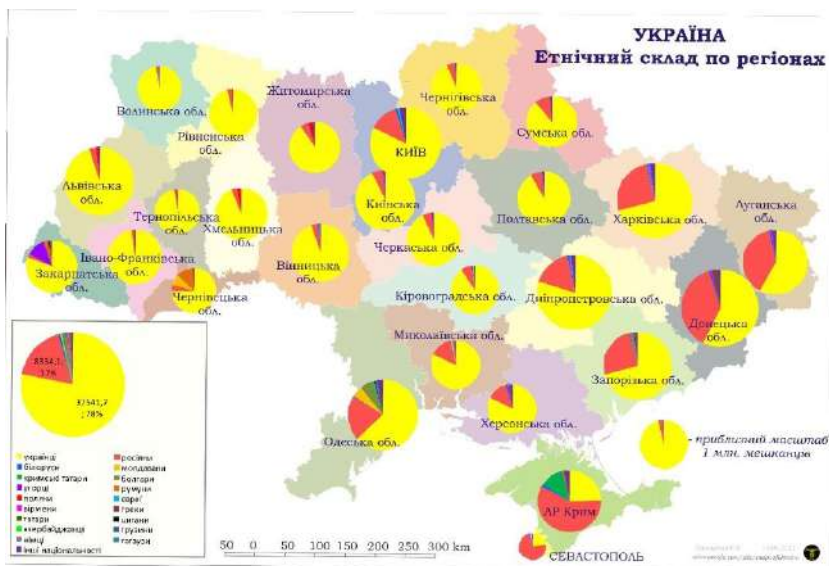 УКРАЇНА
Етнічний склад по регіонах
Волинська обл.
Рівненська
обл.
Житомирська
обл.
Чернігівська
обл.
Сумська обл.
КИЇВ
Львівська
обл.
Тернопільська
обл.
Хмельницька
обл.
Київська
обл.
Полтавська
обл.
Харківська
обл.
Луганська
обл.
Закарпатська
обл.
Івано-Франківська
обл.
Чернівецька
обл.
Вінницька
обл.
Черкаська
обл.
Кіровоградська
обл.
Дніпропетровська
обл.
Донецька
обл.
Миколаївська обл.
Запорізька обл.
Одеська обл.
Херсонська обл.
АР Крим
СЕВАСТОПОЛЬ
- приблизний масштаб
1 млн. мешканців
8334,1
17%
37541,7
78%
українці
росіяни
білоруси
молдавани
кримські татари
болгари
угорці
румуни
поляки
євреї
вірмени
греки
татари
цигани
азербайджанці
грузини
німці
гагаузи
інші національності
50 0 50 100 150 200 250 300 km